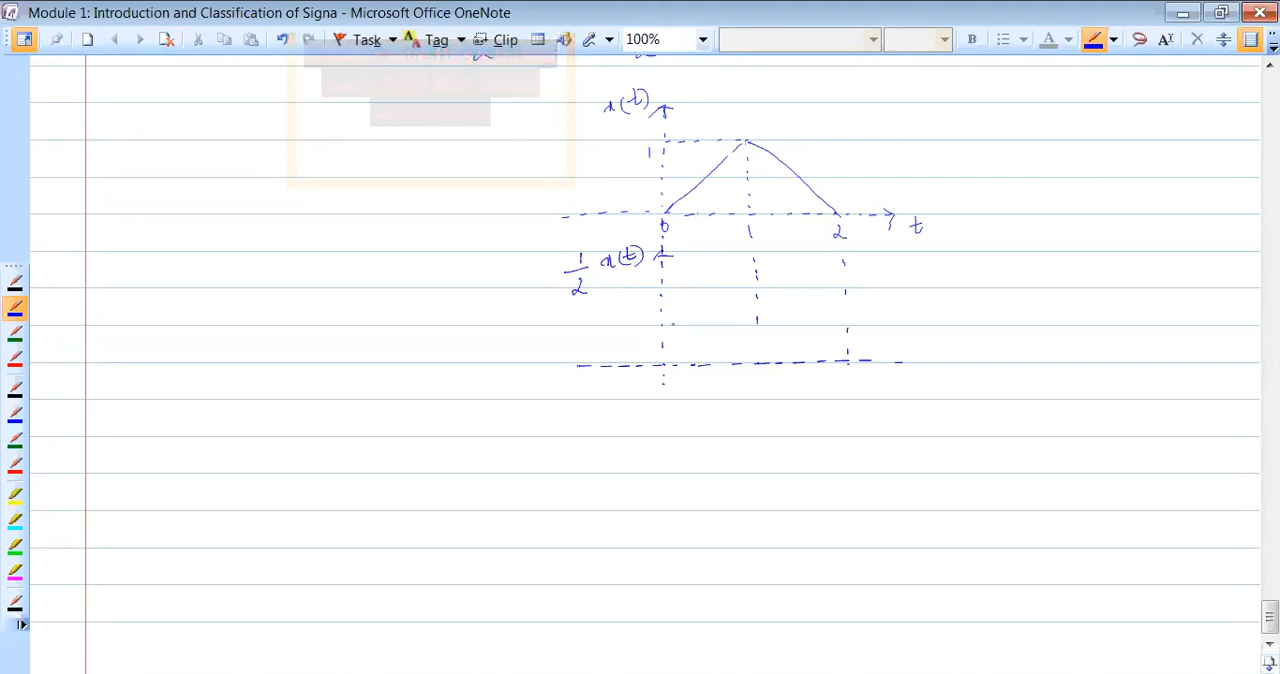 Module 1: Introduction and Classification of Signa - Microsoft Office OneNote
Task Tag Clip 100% B A
x(t)
1
0 1 2 t
1/2 x(t)